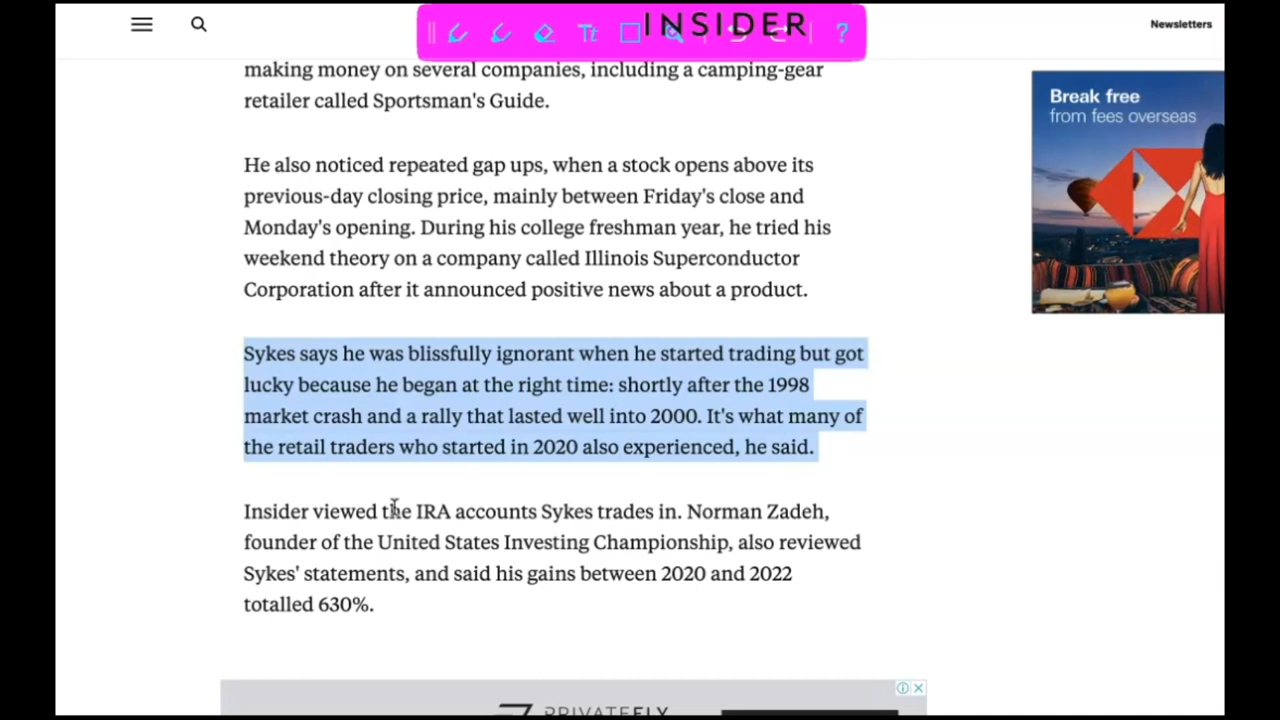 INSIDER
Tt
?
Newsletters
making money on several companies, including a camping-gear
retailer called Sportsman's Guide.
He also noticed repeated gap ups, when a stock opens above its
previous-day closing price, mainly between Friday's close and
Monday's opening. During his college freshman year, he tried his
weekend theory on a company called Illinois Superconductor
Corporation after it announced positive news about a product.
Sykes says he was blissfully ignorant when he started trading but got
lucky because he began at the right time: shortly after the 1998
market crash and a rally that lasted well into 2000. It's what many of
the retail traders who started in 2020 also experienced, he said.
Insider viewed the IRA accounts Sykes trades in. Norman Zadeh,
founder of the United States Investing Championship, also reviewed
Sykes' statements, and said his gains between 2020 and 2022
totalled 630%.
Break free
from fees overseas
PRIVATEFLY